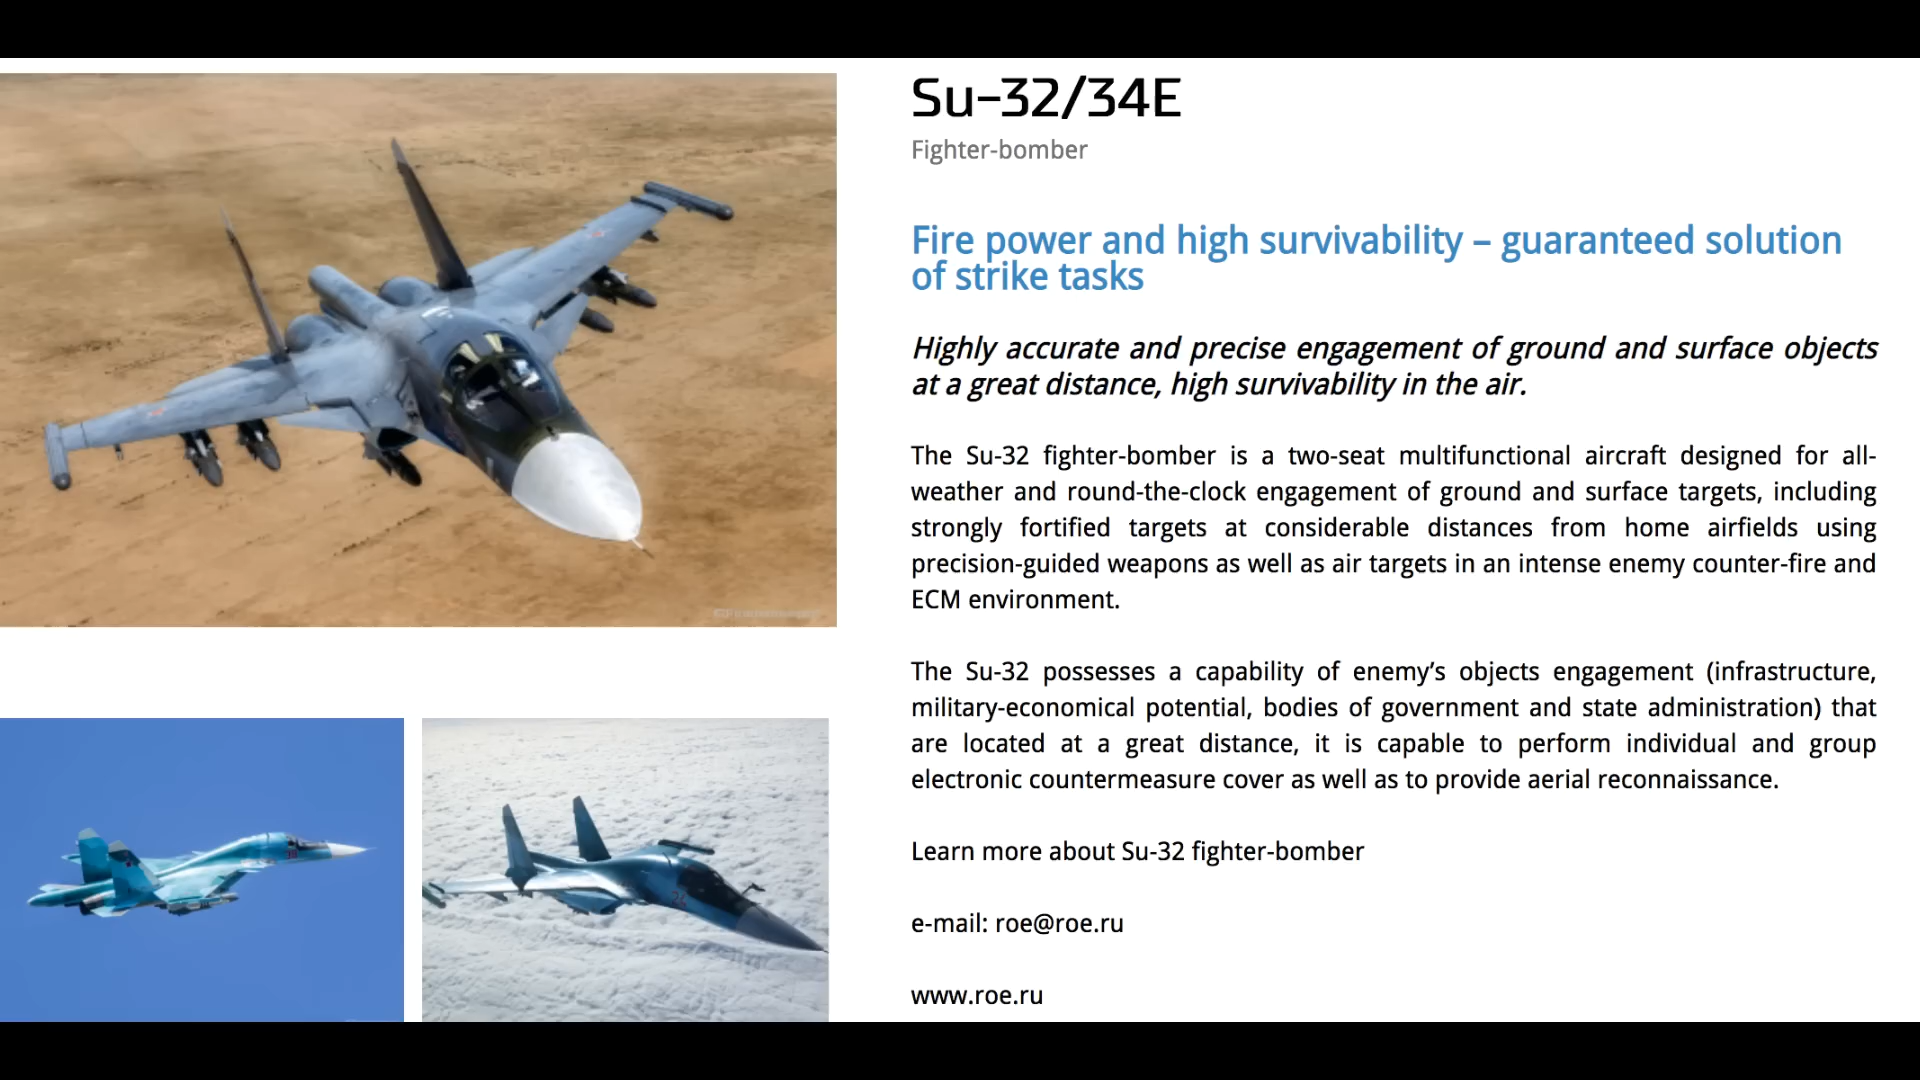 Su-32/34E
Fighter-bomber
Fire power and high survivability – guaranteed solution
of strike tasks
Highly accurate and precise engagement of ground and surface objects
at a great distance, high survivability in the air.
The Su-32 fighter-bomber is a two-seat multifunctional aircraft designed for all-
weather and round-the-clock engagement of ground and surface targets, including
strongly fortified targets at considerable distances from home airfields using
precision-guided weapons as well as air targets in an intense enemy counter-fire and
ECM environment.
The Su-32 possesses a capability of enemy’s objects engagement (infrastructure,
military-economical potential, bodies of government and state administration) that
are located at a great distance, it is capable to perform individual and group
electronic countermeasure cover as well as to provide aerial reconnaissance.
Learn more about Su-32 fighter-bomber
e-mail: roe@roe.ru
www.roe.ru